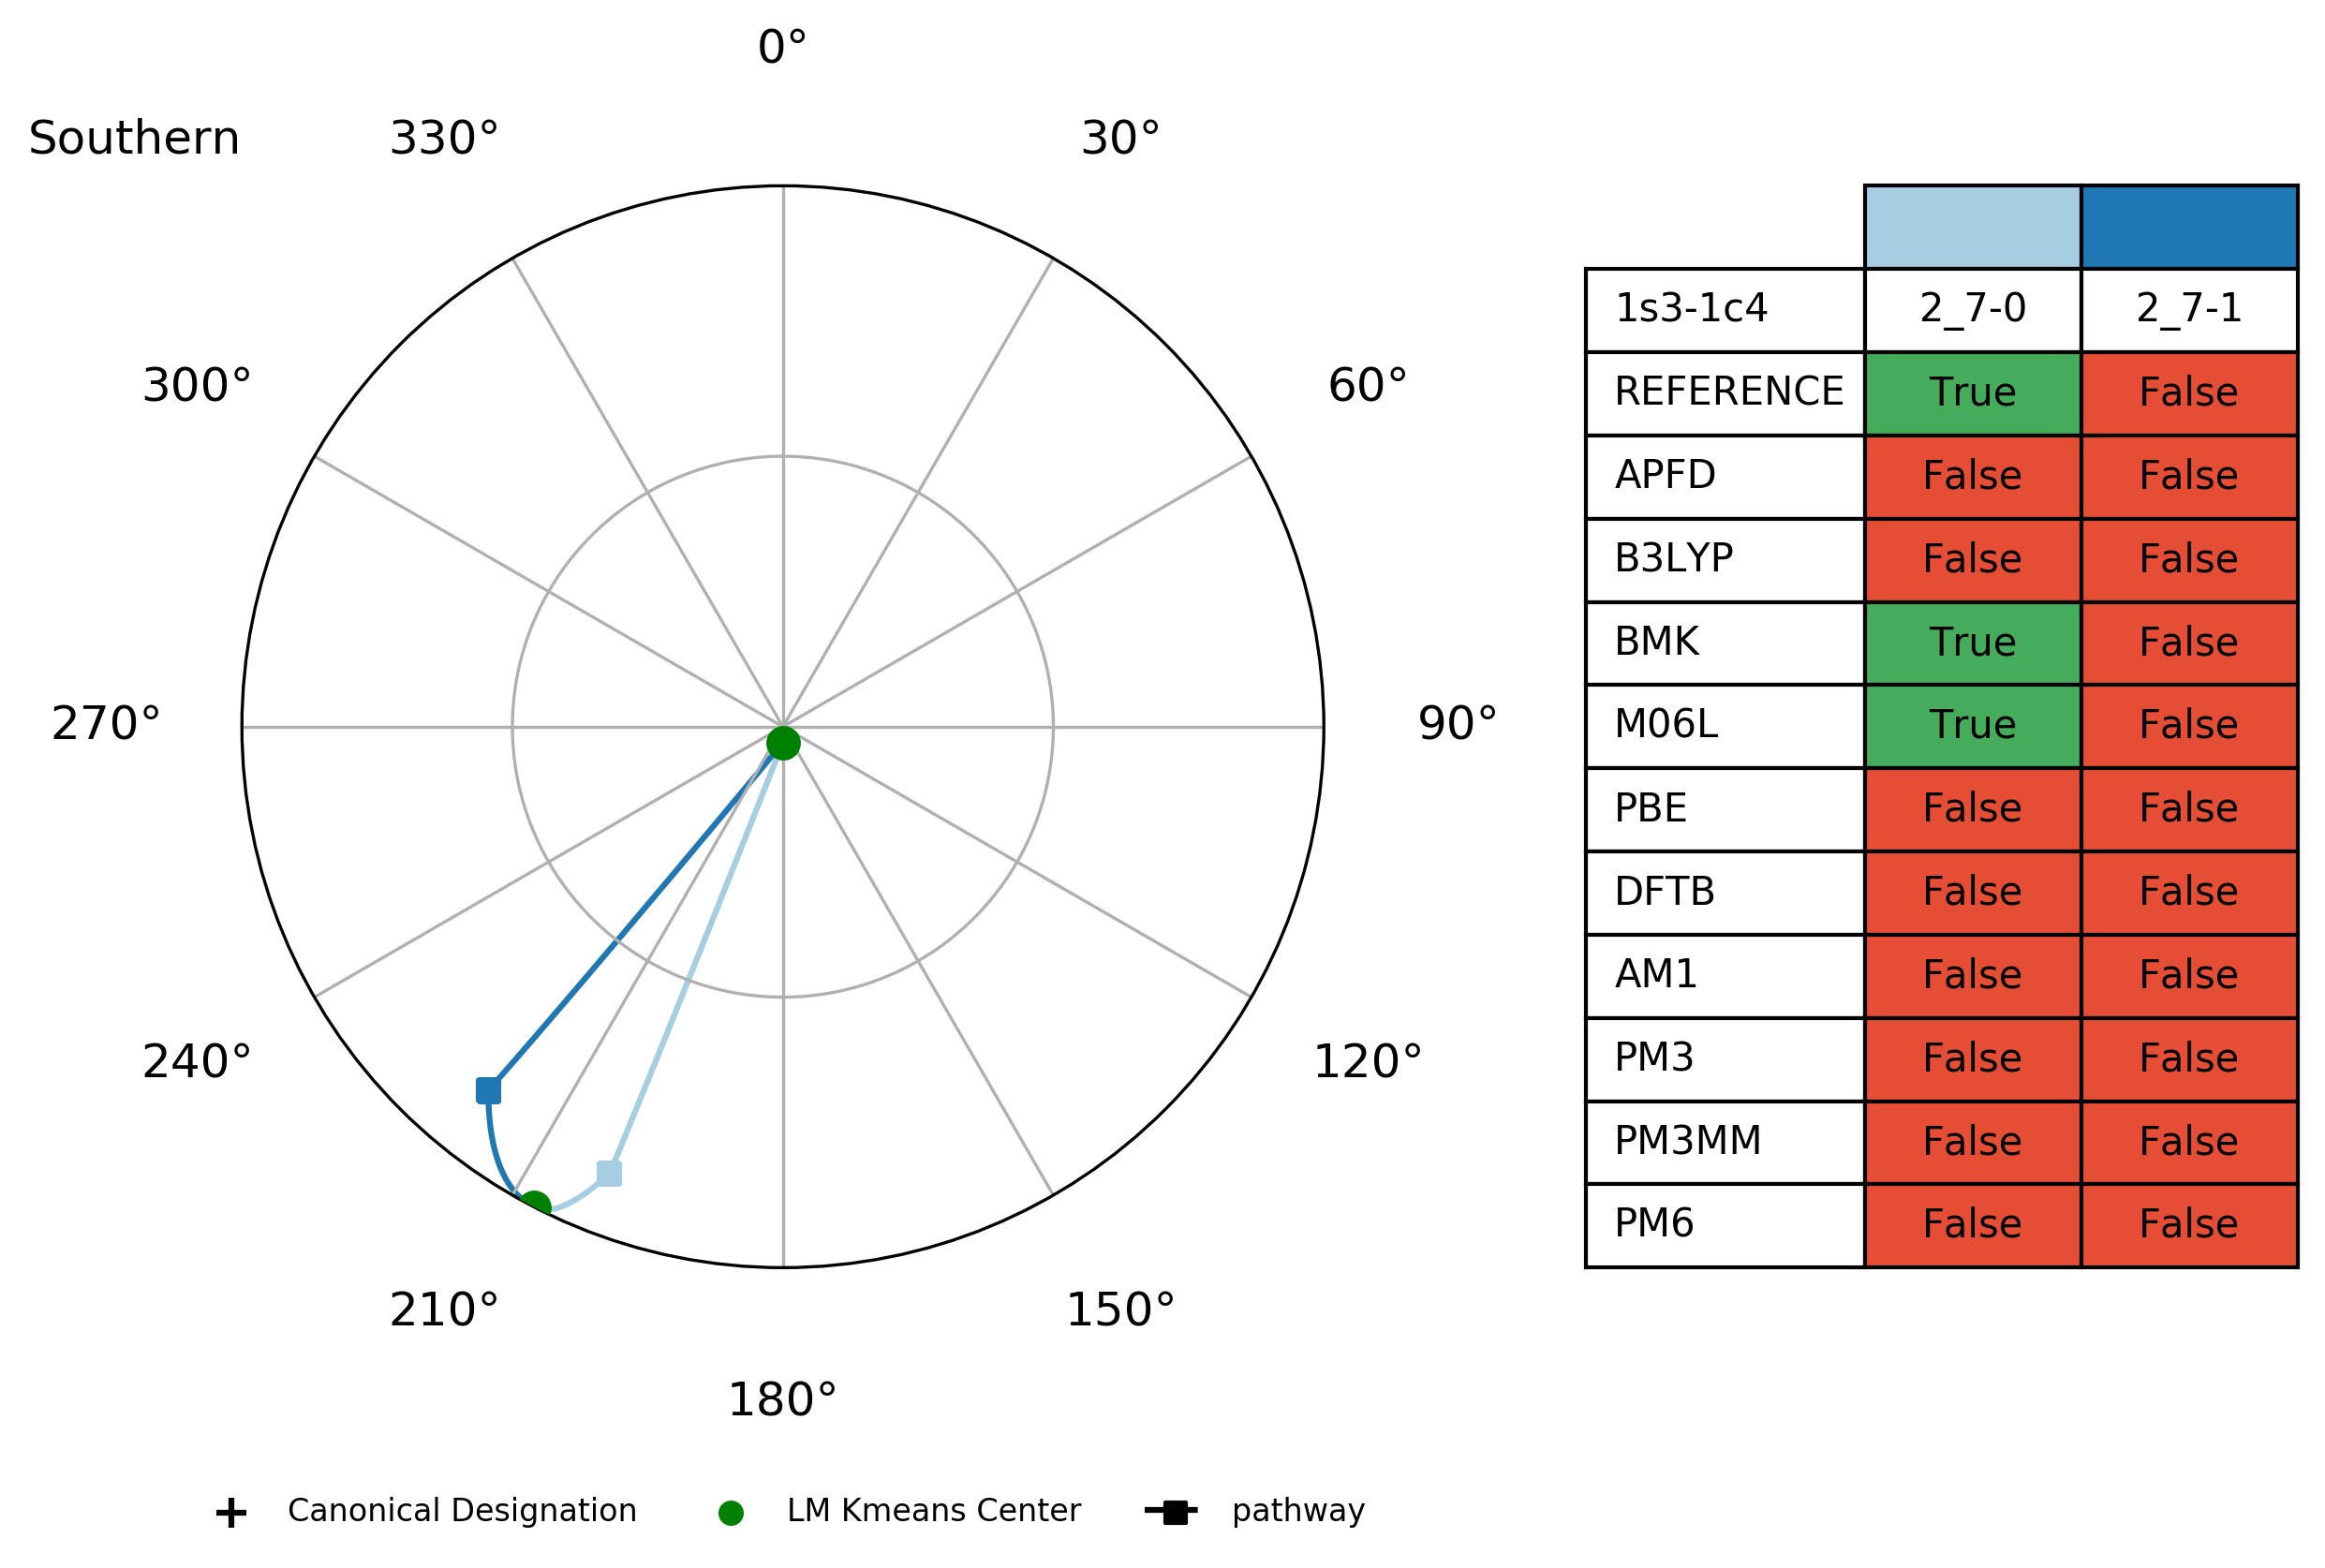 0°
Southern 330° 30°
300° 60°
270° 90°
240° 120°
210° 150°
180°
1s3-1c4 2_7-0 2_7-1
REFERENCE True False
APFD False False
B3LYP False False
BMK True False
M06L True False
PBE False False
DFTB False False
AM1 False False
PM3 False False
PM3MM False False
PM6 False False
Canonical Designation LM Kmeans Center pathway